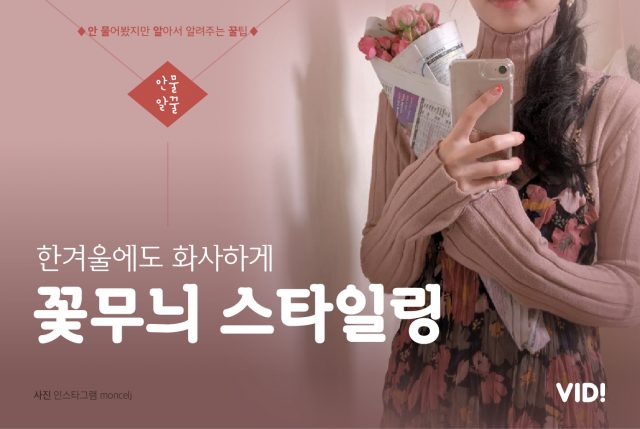 ◆안 물어봤지만 알아서 알려주는 꿀팁◆
안물
알꿀
한겨울에도 화사하게
꽃무늬 스타일링
사진 인스타그램 moncelj
VID!